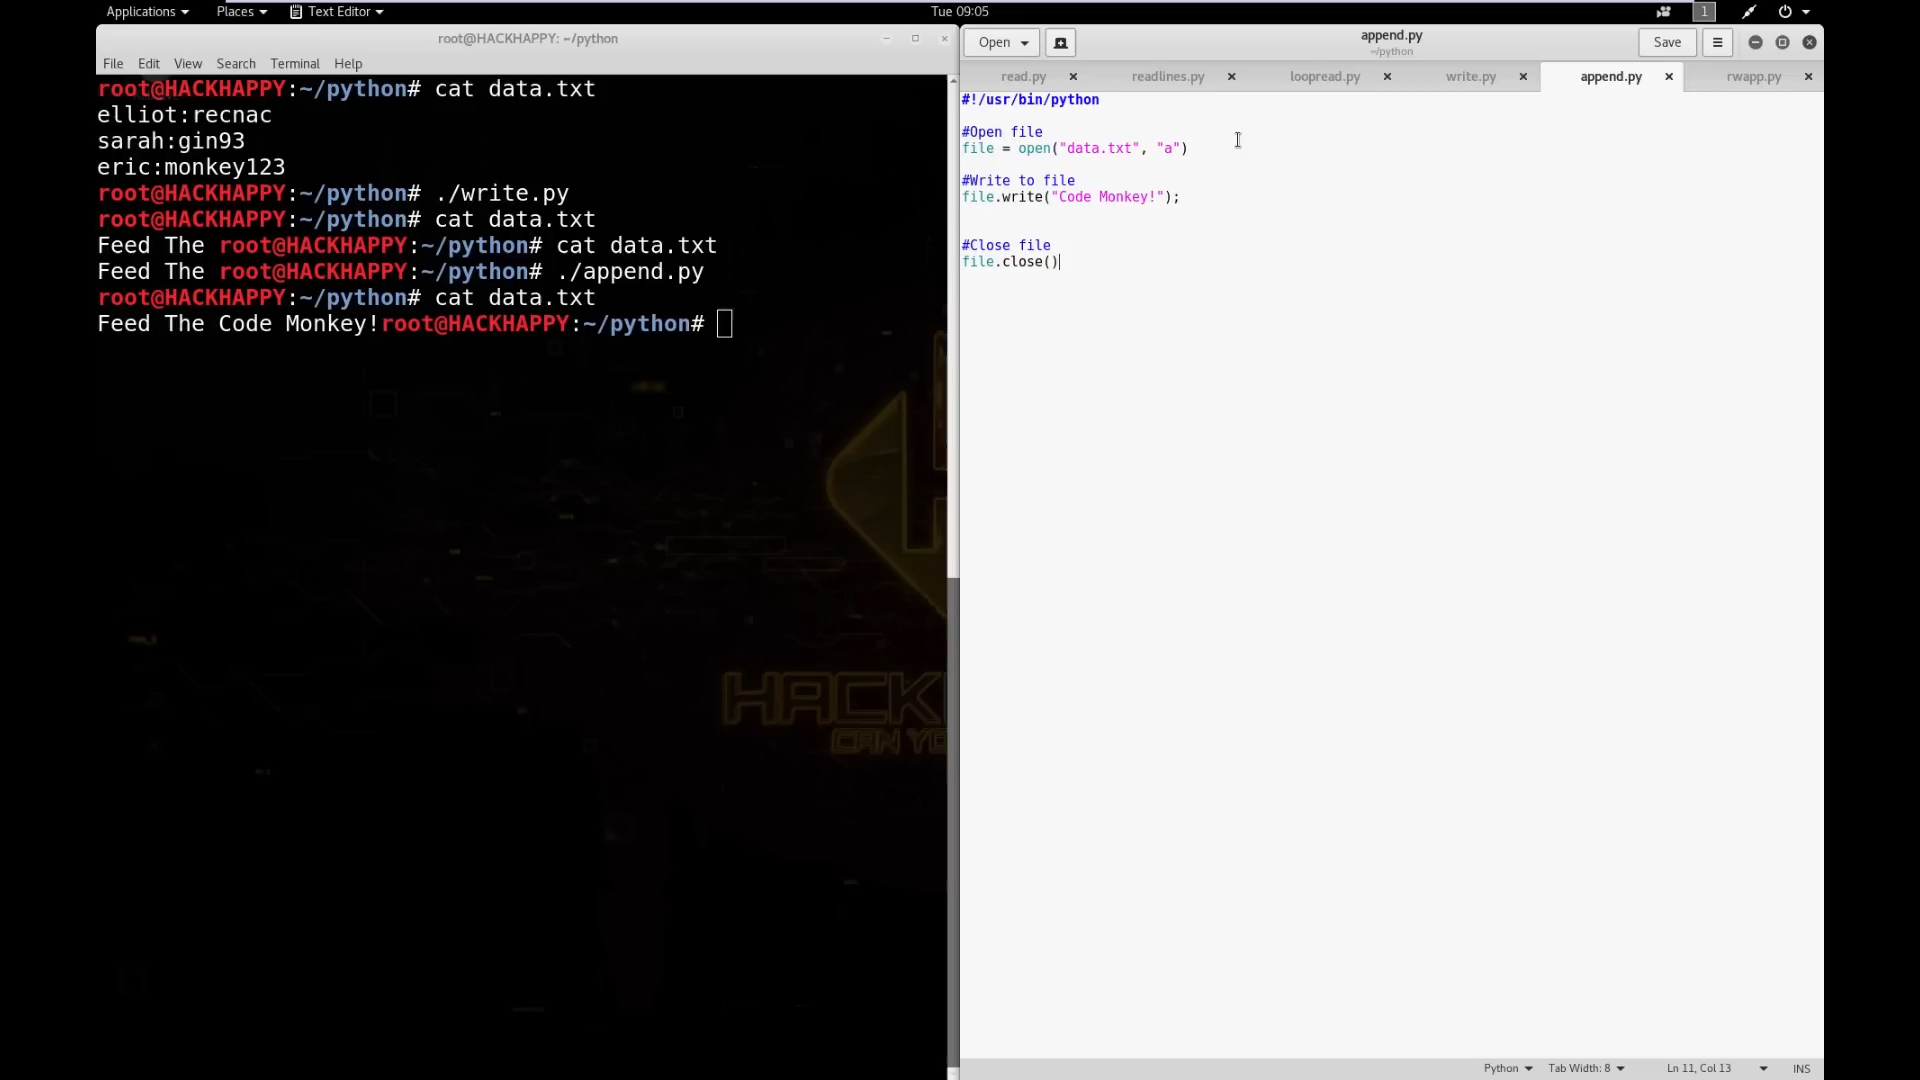 Applications Places Text Editor Tue 09:05 1
root@HACKHAPPY: ~/python
File Edit View Search Terminal Help
root@HACKHAPPY:~/python# cat data.txt
elliot:recnac
sarah:gin93
eric:monkey123
root@HACKHAPPY:~/python# ./write.py
root@HACKHAPPY:~/python# cat data.txt
Feed The root@HACKHAPPY:~/python# cat data.txt
Feed The root@HACKHAPPY:~/python# ./append.py
root@HACKHAPPY:~/python# cat data.txt
Feed The Code Monkey!root@HACKHAPPY:~/python#
HACK
CAN YO
Open append.py Save
~/python
read.py readlines.py loopread.py write.py append.py rwapp.py
#!/usr/bin/python
#Open file
file = open("data.txt", "a")
#Write to file
file.write("Code Monkey!");
#Close file
file.close()
Python Tab Width: 8 Ln 11, Col 13 INS